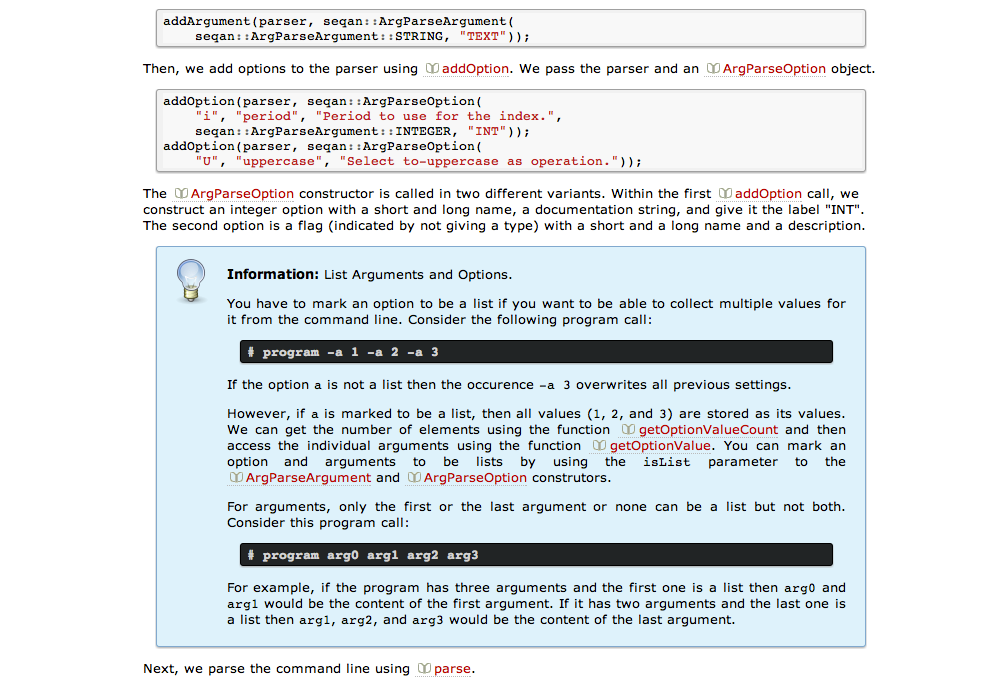 addArgument(parser, seqan::ArgParseArgument(
    seqan::ArgParseArgument::STRING, "TEXT"));
Then, we add options to the parser using addOption. We pass the parser and an ArgParseOption object.
addOption(parser, seqan::ArgParseOption(
    "i", "period", "Period to use for the index.",
    seqan::ArgParseArgument::INTEGER, "INT"));
addOption(parser, seqan::ArgParseOption(
    "U", "uppercase", "Select to-uppercase as operation."));
The ArgParseOption constructor is called in two different variants. Within the first addOption call, we
construct an integer option with a short and long name, a documentation string, and give it the label "INT".
The second option is a flag (indicated by not giving a type) with a short and a long name and a description.
Information: List Arguments and Options.
You have to mark an option to be a list if you want to be able to collect multiple values for
it from the command line. Consider the following program call:
# program -a 1 -a 2 -a 3
If the option a is not a list then the occurence -a 3 overwrites all previous settings.
However, if a is marked to be a list, then all values (1, 2, and 3) are stored as its values.
We can get the number of elements using the function getOptionValueCount and then
access the individual arguments using the function getOptionValue. You can mark an
option and arguments to be lists by using the isList parameter to the
ArgParseArgument and ArgParseOption construtors.
For arguments, only the first or the last argument or none can be a list but not both.
Consider this program call:
# program arg0 arg1 arg2 arg3
For example, if the program has three arguments and the first one is a list then arg0 and
arg1 would be the content of the first argument. If it has two arguments and the last one is
a list then arg1, arg2, and arg3 would be the content of the last argument.
Next, we parse the command line using parse.